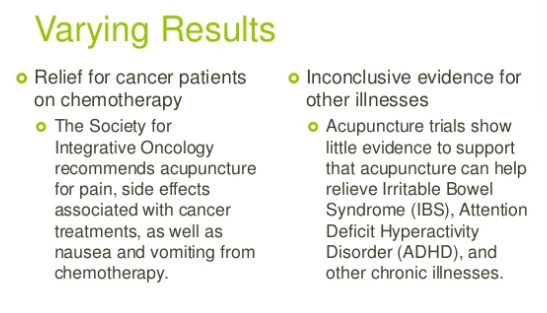 Varying Results
Relief for cancer patients
on chemotherapy
The Society for
Integrative Oncology
recommends acupuncture
for pain, side effects
associated with cancer
treatments, as well as
nausea and vomiting from
chemotherapy.
Inconclusive evidence for
other illnesses
Acupuncture trials show
little evidence to support
that acupuncture can help
relieve Irritable Bowel
Syndrome (IBS), Attention
Deficit Hyperactivity
Disorder (ADHD), and
other chronic illnesses.